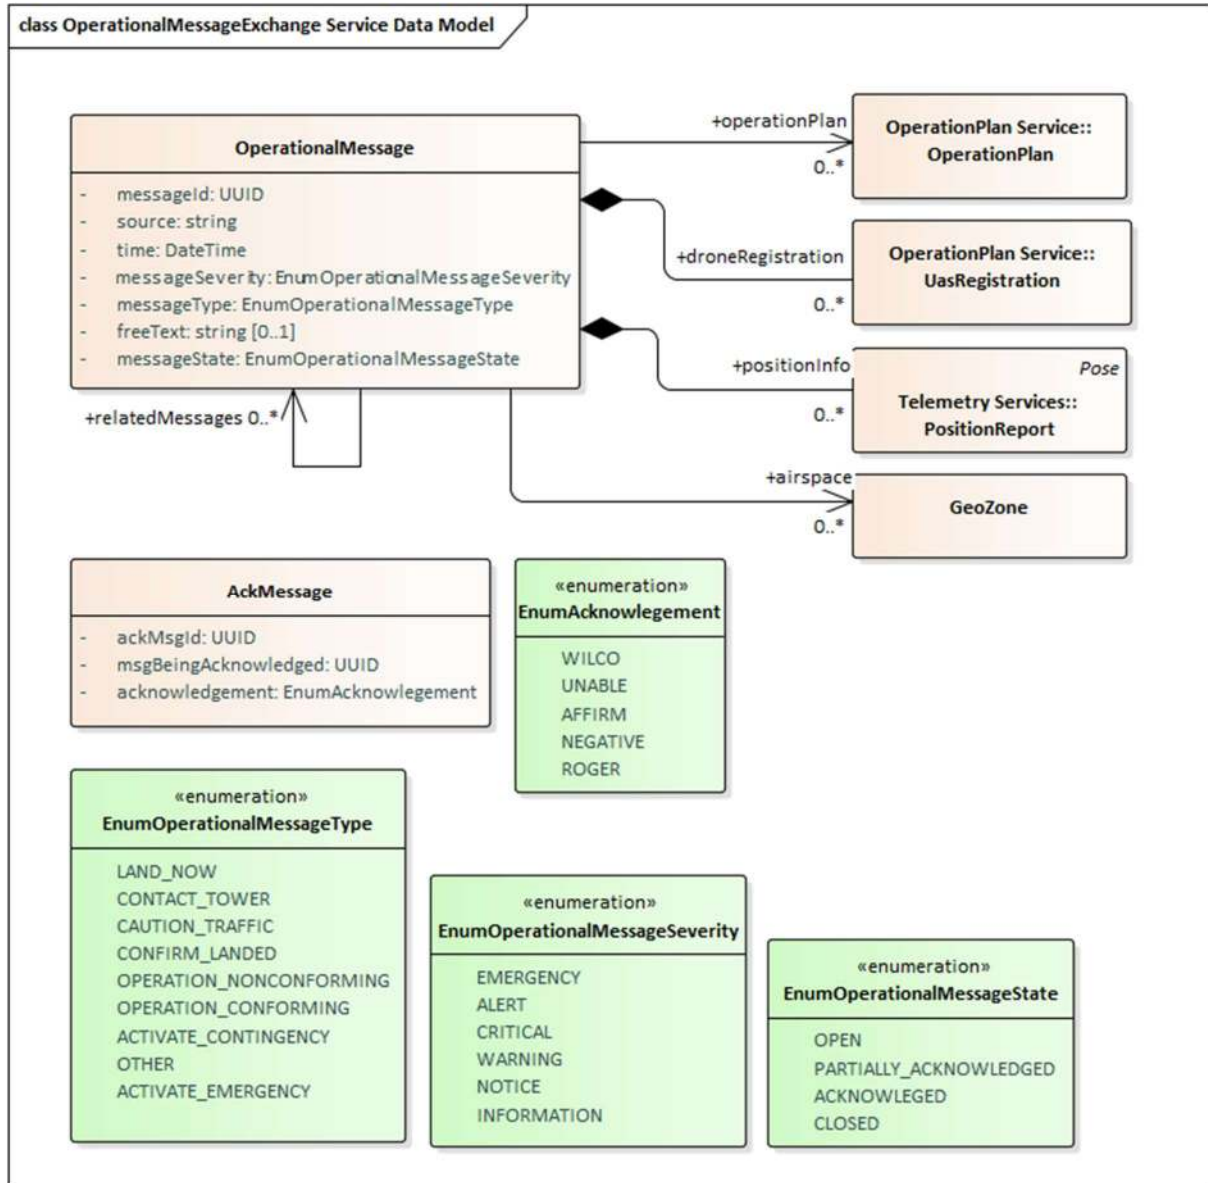 class OperationalMessageExchange Service Data Model
OperationalMessage
- messageId: UUID
- source: string
- time: DateTime
- messageSeverity: EnumOperationalMessageSeverity
- messageType: EnumOperationalMessageType
- freeText: string [0..1]
- messageState: EnumOperationalMessageState
+relatedMessages 0..*
+operationPlan
0..*
OperationPlan Service::
OperationPlan
+droneRegistration
0..*
OperationPlan Service::
UasRegistration
+positionInfo
0..*
Pose
Telemetry Services::
PositionReport
+airspace
0..*
GeoZone
AckMessage
- ackMsgId: UUID
- msgBeingAcknowledged: UUID
- acknowledgement: EnumAcknowlegement
«enumeration»
EnumAcknowlegement
WILCO
UNABLE
AFFIRM
NEGATIVE
ROGER
«enumeration»
EnumOperationalMessageType
LAND_NOW
CONTACT_TOWER
CAUTION_TRAFFIC
CONFIRM_LANDED
OPERATION_NONCONFORMING
OPERATION_CONFORMING
ACTIVATE_CONTINGENCY
OTHER
ACTIVATE_EMERGENCY
«enumeration»
EnumOperationalMessageSeverity
EMERGENCY
ALERT
CRITICAL
WARNING
NOTICE
INFORMATION
«enumeration»
EnumOperationalMessageState
OPEN
PARTIALLY_ACKNOWLEDGED
ACKNOWLEGED
CLOSED